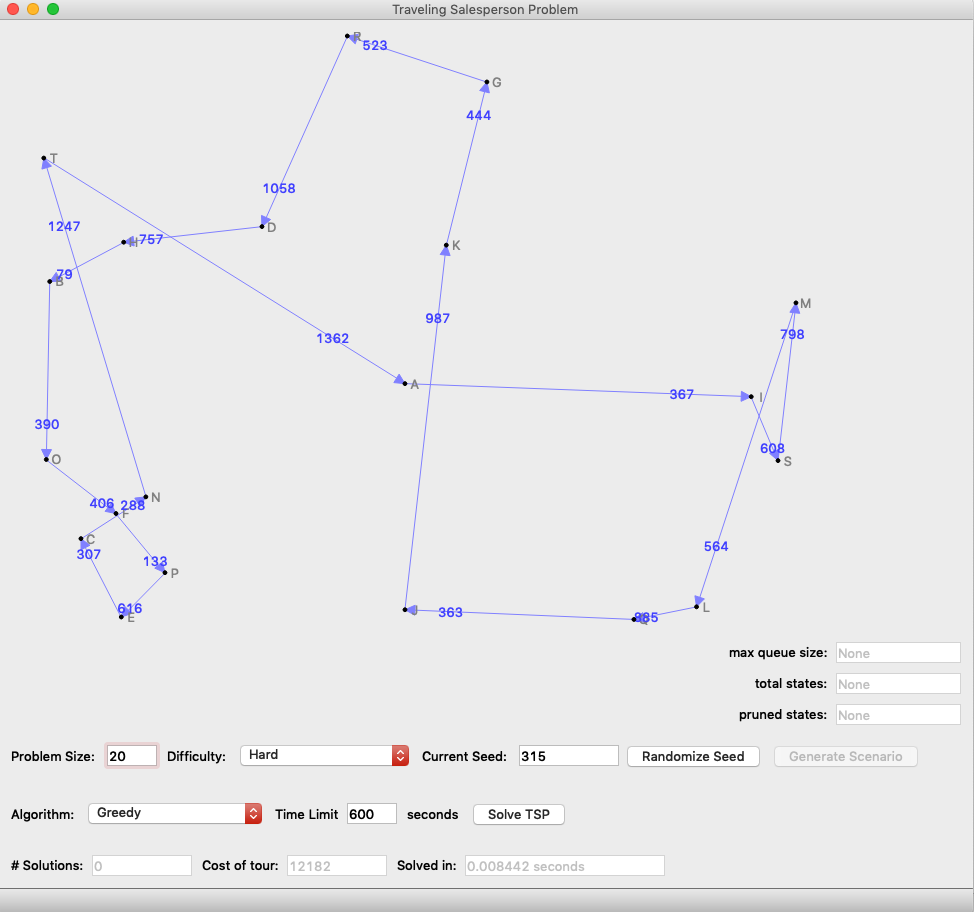 Traveling Salesperson Problem
R
523
G
444
T
1058
1247
D
H
757
K
79
B
M
987
798
1362
A
367
I
390
608
S
O
N
406
288
F
C
564
307
133
P
616
E
J
363
L
885
Q
max queue size: None
total states: None
pruned states: None
Problem Size: 20 Difficulty: Hard Current Seed: 315 Randomize Seed Generate Scenario
Algorithm: Greedy Time Limit 600 seconds Solve TSP
# Solutions: 0 Cost of tour: 12182 Solved in: 0.008442 seconds